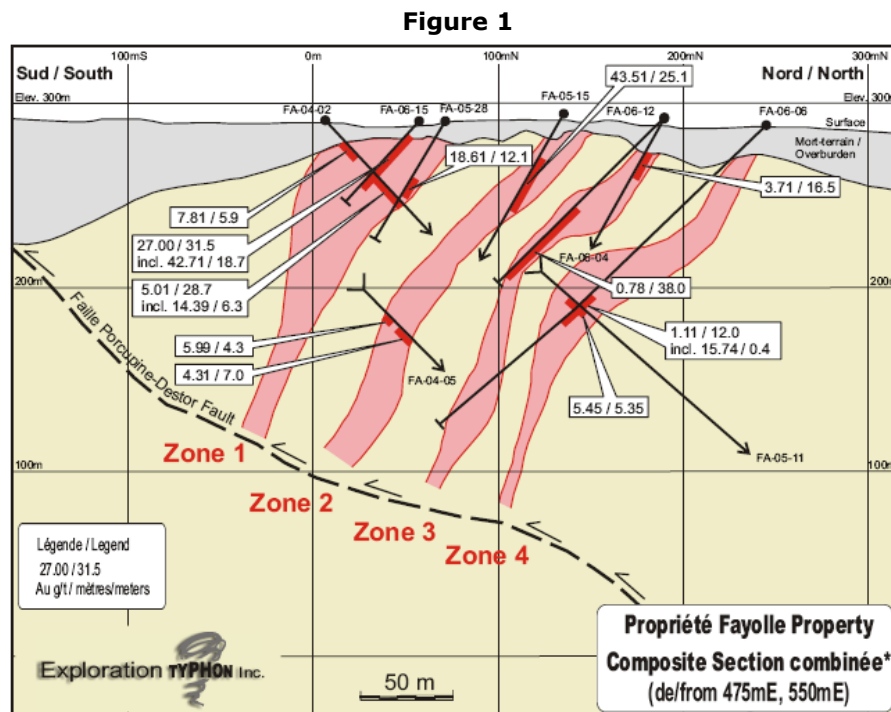 Figure 1
100mS
0m
100mN
200mN
300mN
Sud / South
Nord / North
43.51 / 25.1
Elev. 300m
300m
FA-04-02
FA-06-15
FA-05-28
FA-05-15
FA-06-12
FA-06-06
Surface
Mort-terrain /
Overburden
18.61 / 12.1
3.71 / 16.5
7.81 / 5.9
27.00 / 31.5
incl. 42.71 / 18.7
FA-06-04
5.01 / 28.7
incl. 14.39 / 6.3
0.78 / 38.0
200m
200m
1.11 / 12.0
incl. 15.74 / 0.4
5.99 / 4.3
4.31 / 7.0
FA-04-05
5.45 / 5.35
Faille Porcupine-Destor Fault
FA-05-11
100m
100m
Zone 1
Zone 2
Zone 3
Zone 4
Légende / Legend
27.00 / 31.5
Au g/t / mètres/meters
Exploration TYPHON Inc.
50 m
Propriété Fayolle Property
Composite Section combinée*
(de/from 475mE, 550mE)